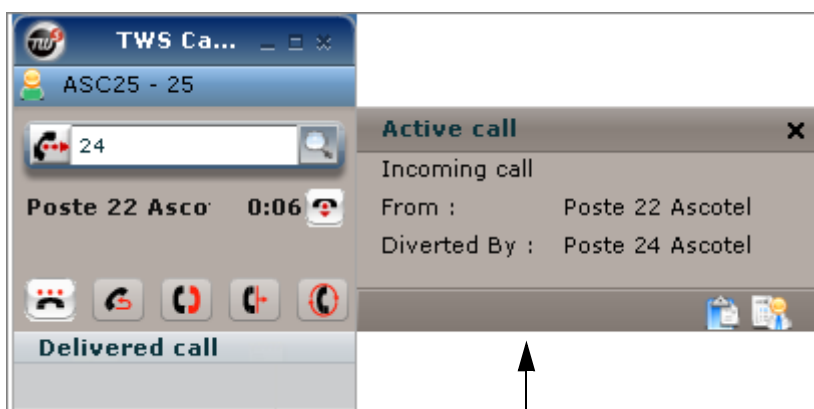 TWS Ca...
ASC25 - 25
24
Poste 22 Asco
0:06
Delivered call
Active call
Incoming call
From : Poste 22 Ascotel
Diverted By : Poste 24 Ascotel